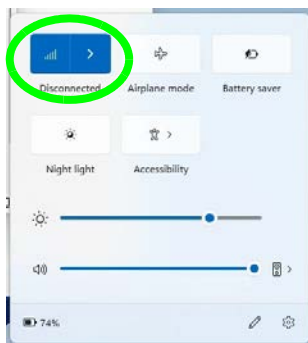 Disconnected Airplane mode Battery saver
Night light Accessibility
74%